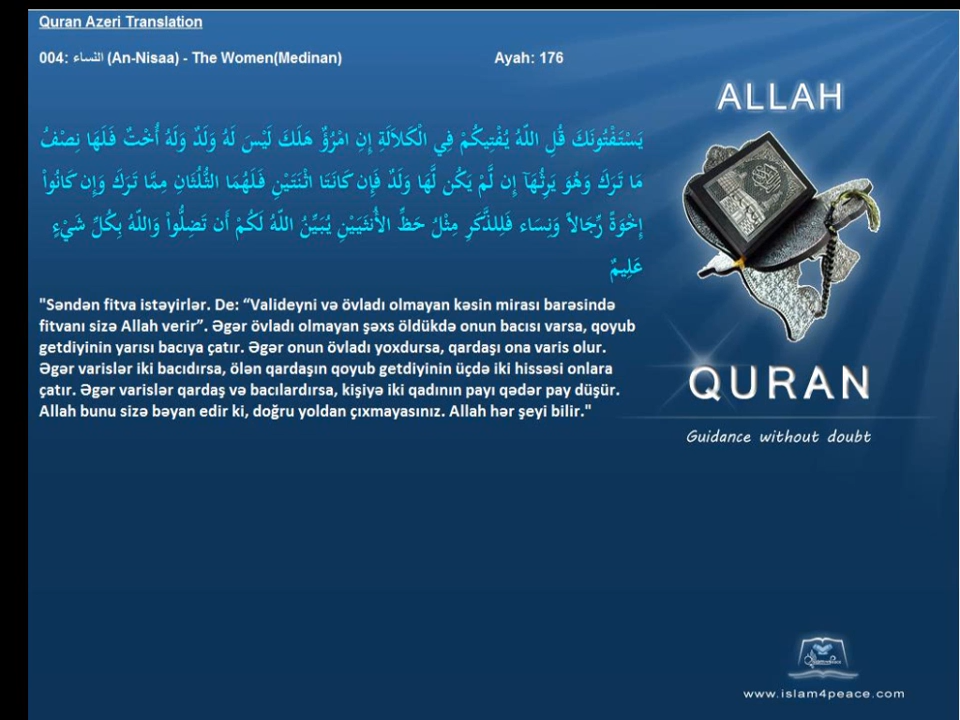 Quran Azeri Translation
004: النساء (An-Nisaa) - The Women(Medinan) Ayah: 176
يَسْتَفْتُونَكَ قُلِ اللّهُ يُفْتِيكُمْ فِي الْكَلاَلَةِ إِنِ امْرُؤٌ هَلَكَ لَيْسَ لَهُ وَلَدٌ وَلَهُ أُخْتٌ فَلَهَا نِصْفُ
مَا تَرَكَ وَهُوَ يَرِثُهَآ إِن لَّمْ يَكُن لَّهَا وَلَدٌ فَإِن كَانَتَا اثْنَتَيْنِ فَلَهُمَا الثُّلُثَانِ مِمَّا تَرَكَ وَإِن كَانُواْ
إِخْوَةً رِّجَالاً وَنِسَاء فَلِلذَّكَرِ مِثْلُ حَظِّ الأُنثَيَيْنِ يُبَيِّنُ اللّهُ لَكُمْ أَن تَضِلُّواْ وَاللّهُ بِكُلِّ شَيْءٍ
عَلِيمٌ
"Səndən fitva istəyirlər. De: “Valideyni və övladı olmayan kəsin mirası barəsində
fitvanı sizə Allah verir”. Əgər övladı olmayan şəxs öldükdə onun bacısı varsa, qoyub
getdiyinin yarısı bacıya çatır. Əgər onun övladı yoxdursa, qardaşı ona varis olur.
Əgər varislər iki bacıdırsa, ölən qardaşın qoyub getdiyinin üçdə iki hissəsi onlara
çatır. Əgər varislər qardaş və bacılardırsa, kişiyə iki qadının payı qədər pay düşür.
Allah bunu sizə bəyan edir ki, doğru yoldan çıxmayasınız. Allah hər şeyi bilir."
ALLAH
QURAN
Guidance without doubt
www.islam4peace.com